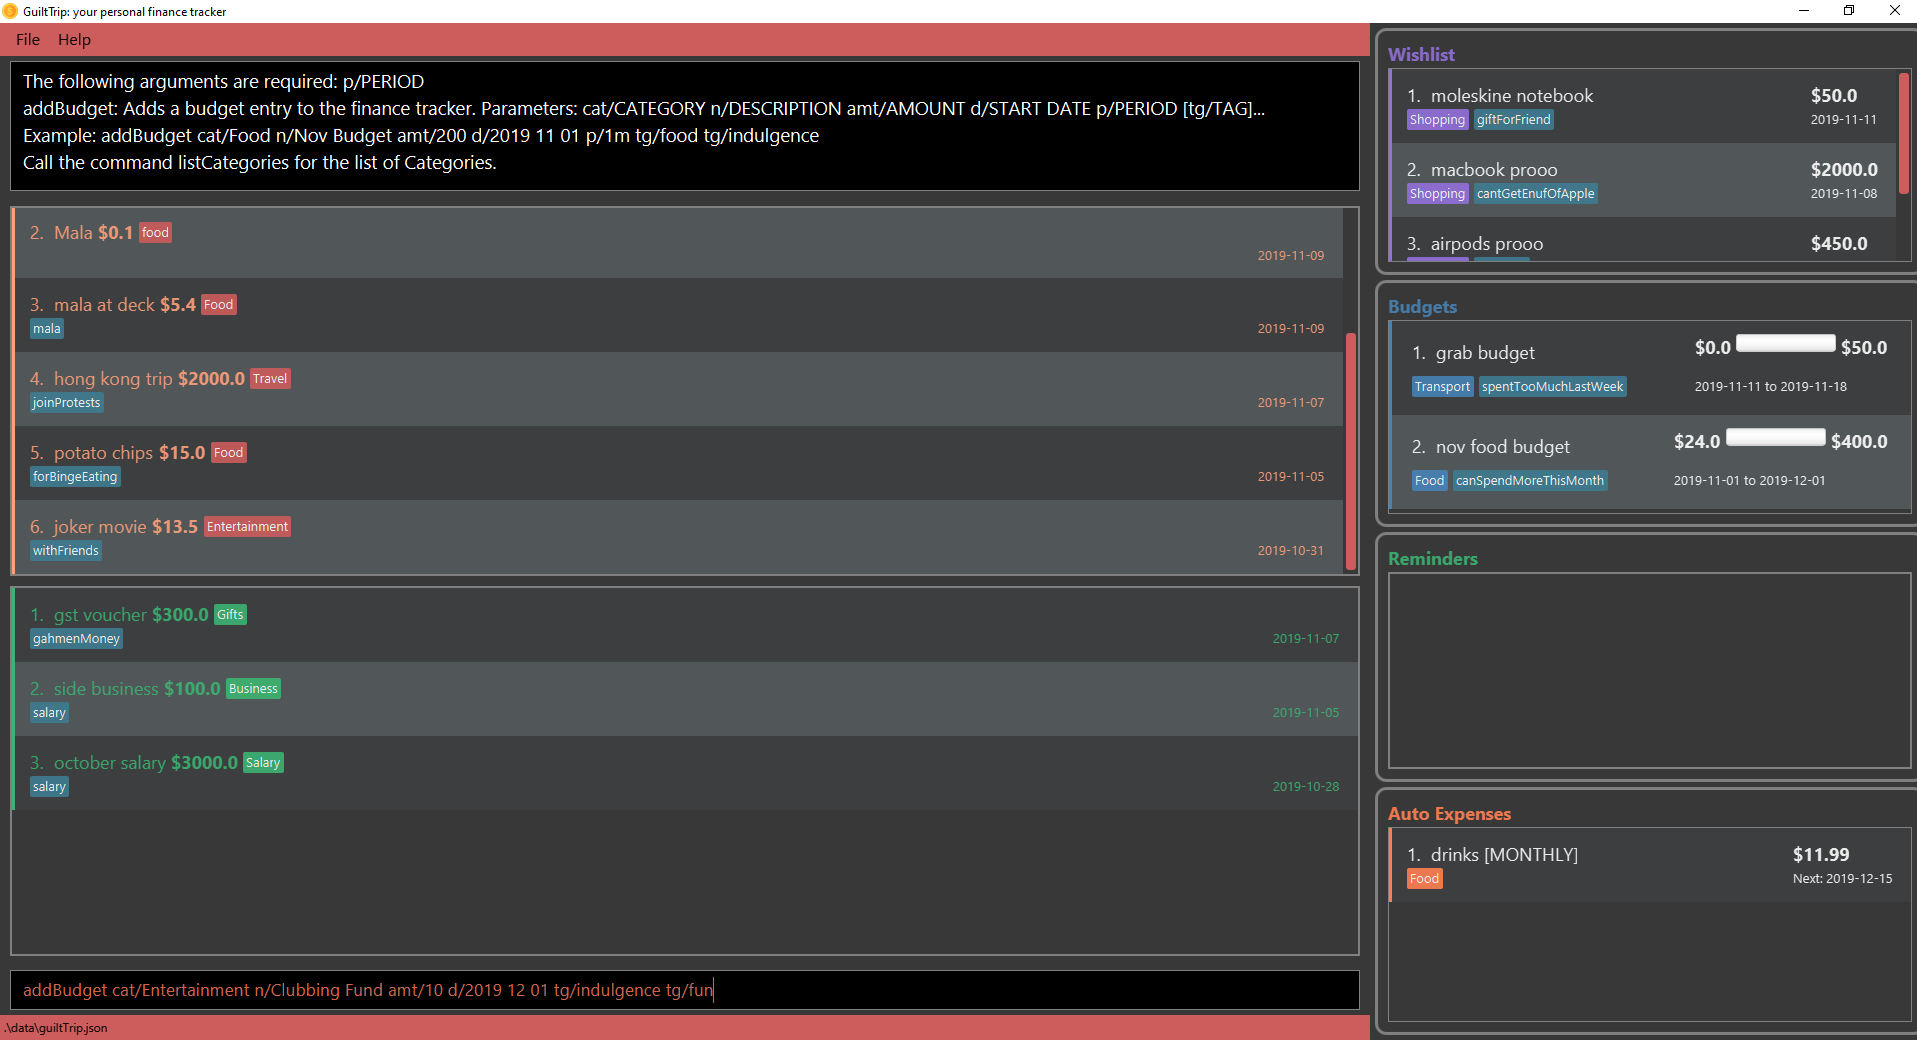 GuiltTrip: your personal finance tracker
File Help
The following arguments are required: p/PERIOD
addBudget: Adds a budget entry to the finance tracker. Parameters: cat/CATEGORY n/DESCRIPTION amt/AMOUNT d/START DATE p/PERIOD [tg/TAG]...
Example: addBudget cat/Food n/Nov Budget amt/200 d/2019 11 01 p/1m tg/food tg/indulgence
Call the command listCategories for the list of Categories.
2. Mala $0.1 food
2019-11-09
3. mala at deck $5.4 Food
mala 2019-11-09
4. hong kong trip $2000.0 Travel
joinProtests 2019-11-07
5. potato chips $15.0 Food
forBingeEating 2019-11-05
6. joker movie $13.5 Entertainment
withFriends 2019-10-31
1. gst voucher $300.0 Gifts
gahmenMoney 2019-11-07
2. side business $100.0 Business
salary 2019-11-05
3. october salary $3000.0 Salary
salary 2019-10-28
addBudget cat/Entertainment n/Clubbing Fund amt/10 d/2019 12 01 tg/indulgence tg/fun
.\data\guiltTrip.json
Wishlist
1. moleskine notebook $50.0
Shopping giftForFriend 2019-11-11
2. macbook prooo $2000.0
Shopping cantGetEnufOfApple 2019-11-08
3. airpods prooo $450.0
Budgets
1. grab budget $0.0 $50.0
Transport spentTooMuchLastWeek 2019-11-11 to 2019-11-18
2. nov food budget $24.0 $400.0
Food canSpendMoreThisMonth 2019-11-01 to 2019-12-01
Reminders
Auto Expenses
1. drinks [MONTHLY] $11.99
Food Next: 2019-12-15